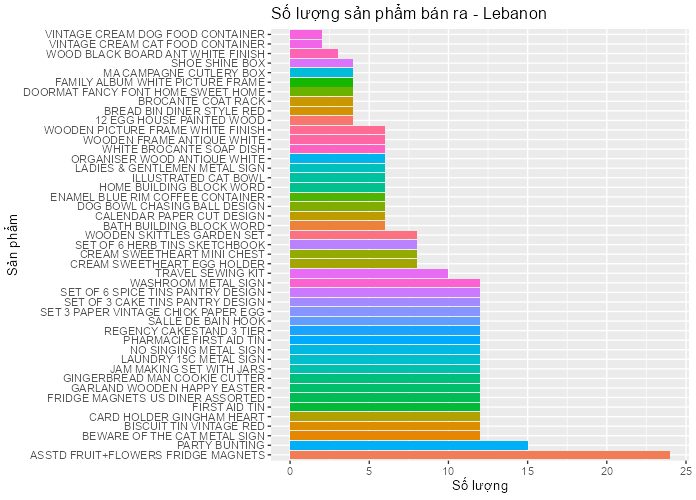 Số lượng sản phẩm bán ra - Lebanon
VINTAGE CREAM DOG FOOD CONTAINER
VINTAGE CREAM CAT FOOD CONTAINER
WOOD BLACK BOARD ANT WHITE FINISH
SHOE SHINE BOX
MA CAMPAGNE CUTLERY BOX
FAMILY ALBUM WHITE PICTURE FRAME
DOORMAT FANCY FONT HOME SWEET HOME
BROCANTE COAT RACK
BREAD BIN DINER STYLE RED
12 EGG HOUSE PAINTED WOOD
WOODEN PICTURE FRAME WHITE FINISH
WOODEN FRAME ANTIQUE WHITE
WHITE BROCANTE SOAP DISH
ORGANISER WOOD ANTIQUE WHITE
LADIES & GENTLEMEN METAL SIGN
ILLUSTRATED CAT BOWL
HOME BUILDING BLOCK WORD
ENAMEL BLUE RIM COFFEE CONTAINER
DOG BOWL CHASING BALL DESIGN
CALENDAR PAPER CUT DESIGN
BATH BUILDING BLOCK WORD
WOODEN SKITTLES GARDEN SET
SET OF 6 HERB TINS SKETCHBOOK
CREAM SWEETHEART MINI CHEST
CREAM SWEETHEART EGG HOLDER
TRAVEL SEWING KIT
WASHROOM METAL SIGN
SET OF 6 SPICE TINS PANTRY DESIGN
SET OF 3 CAKE TINS PANTRY DESIGN
SET 3 PAPER VINTAGE CHICK PAPER EGG
SALLE DE BAIN HOOK
REGENCY CAKESTAND 3 TIER
PHARMACIE FIRST AID TIN
NO SINGING METAL SIGN
LAUNDRY 15C METAL SIGN
JAM MAKING SET WITH JARS
GINGERBREAD MAN COOKIE CUTTER
GARLAND WOODEN HAPPY EASTER
FRIDGE MAGNETS US DINER ASSORTED
FIRST AID TIN
CARD HOLDER GINGHAM HEART
BISCUIT TIN VINTAGE RED
BEWARE OF THE CAT METAL SIGN
PARTY BUNTING
ASSTD FRUIT+FLOWERS FRIDGE MAGNETS
Sản phẩm
0 5 10 15 20 25
Số lượng